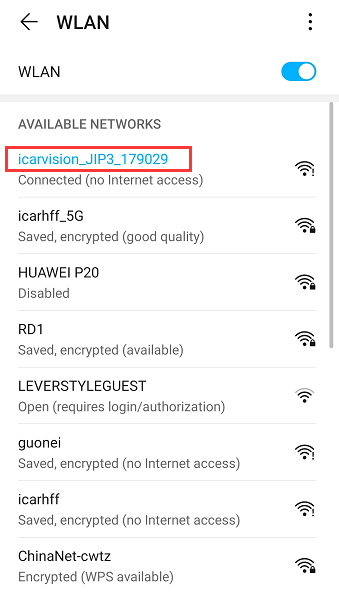 WLAN
WLAN
AVAILABLE NETWORKS
icarvision_JIP3_179029
Connected (no Internet access)
icarhff_5G
Saved, encrypted (good quality)
HUAWEI P20
Disabled
RD1
Saved, encrypted (available)
LEVERSTYLEGUEST
Open (requires login/authorization)
guonei
Saved, encrypted (no Internet access)
icarhff
Saved, encrypted (no Internet access)
ChinaNet-cwtz
Encrypted (WPS available)